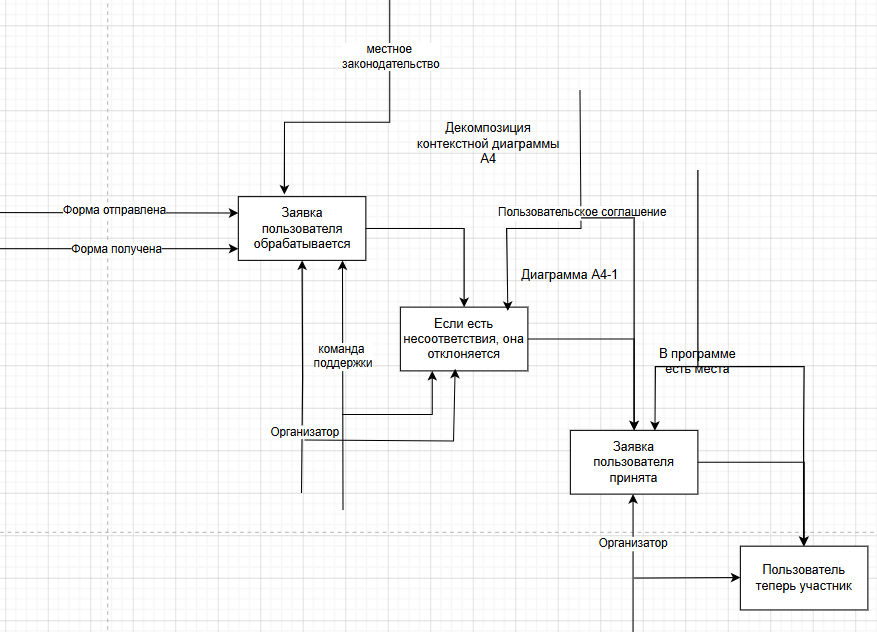 местное
законодательство
Декомпозиция
контекстной диаграммы
А4
Форма отправлена
Заявка
пользователя
обрабатывается
Пользовательское соглашение
Форма получена
Диаграмма А4-1
Если есть
несоответствия, она
отклоняется
команда
поддержки
В программе
есть места
Организатор
Заявка
пользователя
принята
Организатор
Пользователь
теперь участник